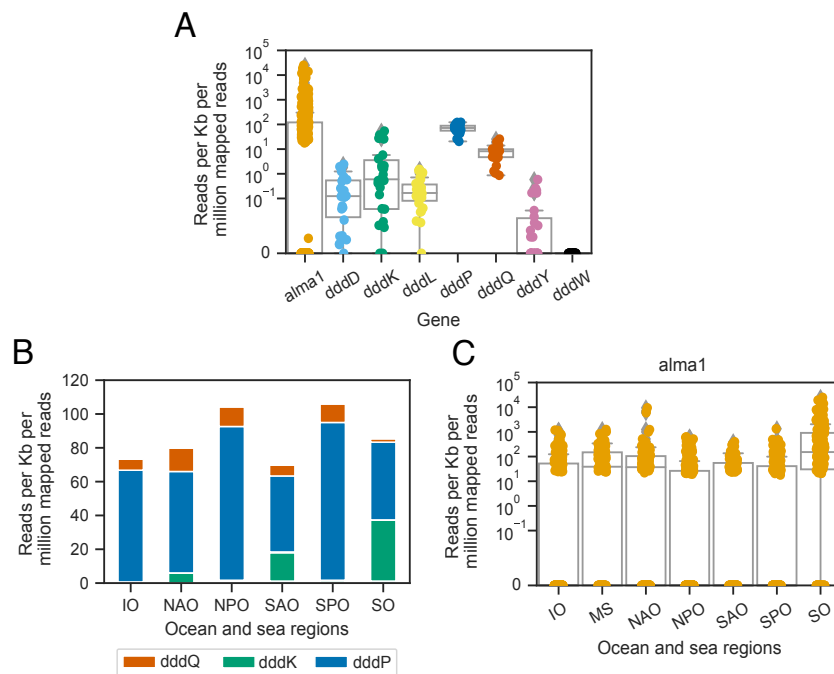 A
Reads per Kb per
million mapped reads
10^5
10^4
10^3
10^2
10^1
10^0
10^-1
0
alma1
dddD
dddK
dddL
dddP
dddQ
dddY
dddW
Gene
B
Reads per Kb per
million mapped reads
120
100
80
60
40
20
0
IO
NAO
NPO
SAO
SPO
SO
Ocean and sea regions
dddQ
dddK
dddP
C
alma1
Reads per Kb per
million mapped reads
10^5
10^4
10^3
10^2
10^1
10^0
10^-1
0
IO
MS
NAO
NPO
SAO
SPO
SO
Ocean and sea regions